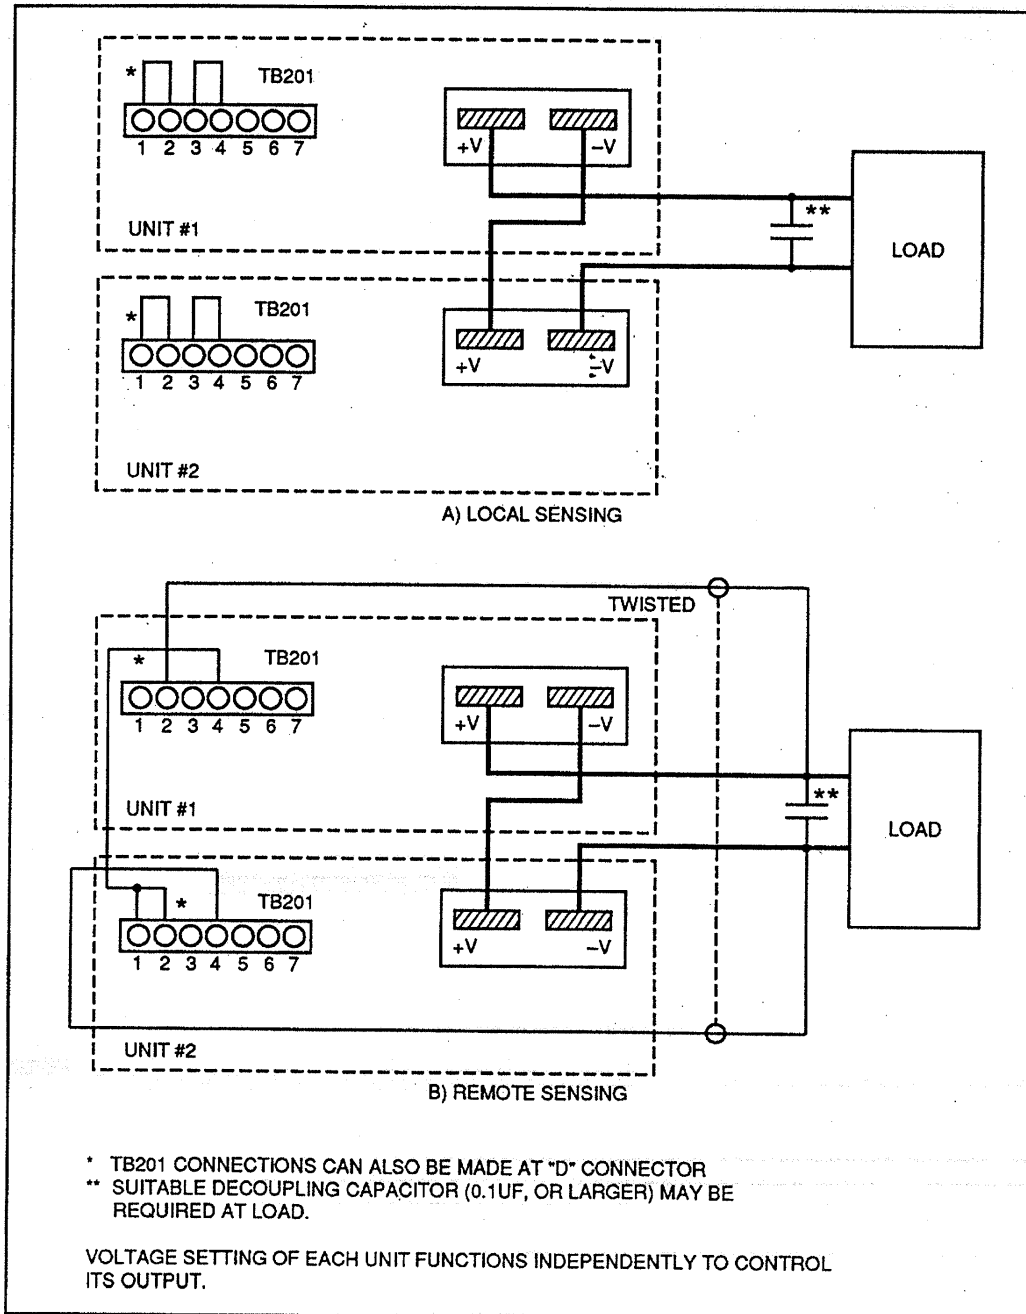 * TB201
1 2 3 4 5 6 7
+V -V
UNIT #1
**
LOAD
* TB201
1 2 3 4 5 6 7
+V -V
UNIT #2
A) LOCAL SENSING
TWISTED
* TB201
1 2 3 4 5 6 7
+V -V
UNIT #1
**
LOAD
* TB201
1 2 3 4 5 6 7
+V -V
UNIT #2
B) REMOTE SENSING
* TB201 CONNECTIONS CAN ALSO BE MADE AT "D" CONNECTOR
** SUITABLE DECOUPLING CAPACITOR (0.1UF, OR LARGER) MAY BE
REQUIRED AT LOAD.
VOLTAGE SETTING OF EACH UNIT FUNCTIONS INDEPENDENTLY TO CONTROL
ITS OUTPUT.